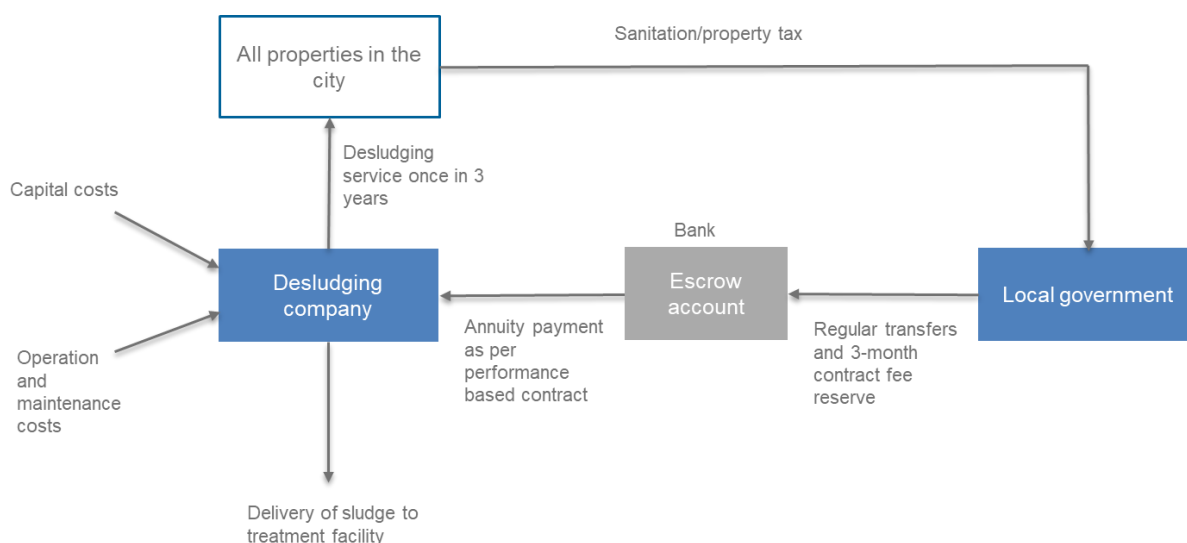 All properties in the
city
Sanitation/property tax
Desludging
service once in 3
years
Capital costs
Bank
Desludging
company
Escrow
account
Local government
Annuity payment
as per
performance
based contract
Regular transfers
and 3-month
contract fee
reserve
Operation
and
maintenance
costs
Delivery of sludge to
treatment facility